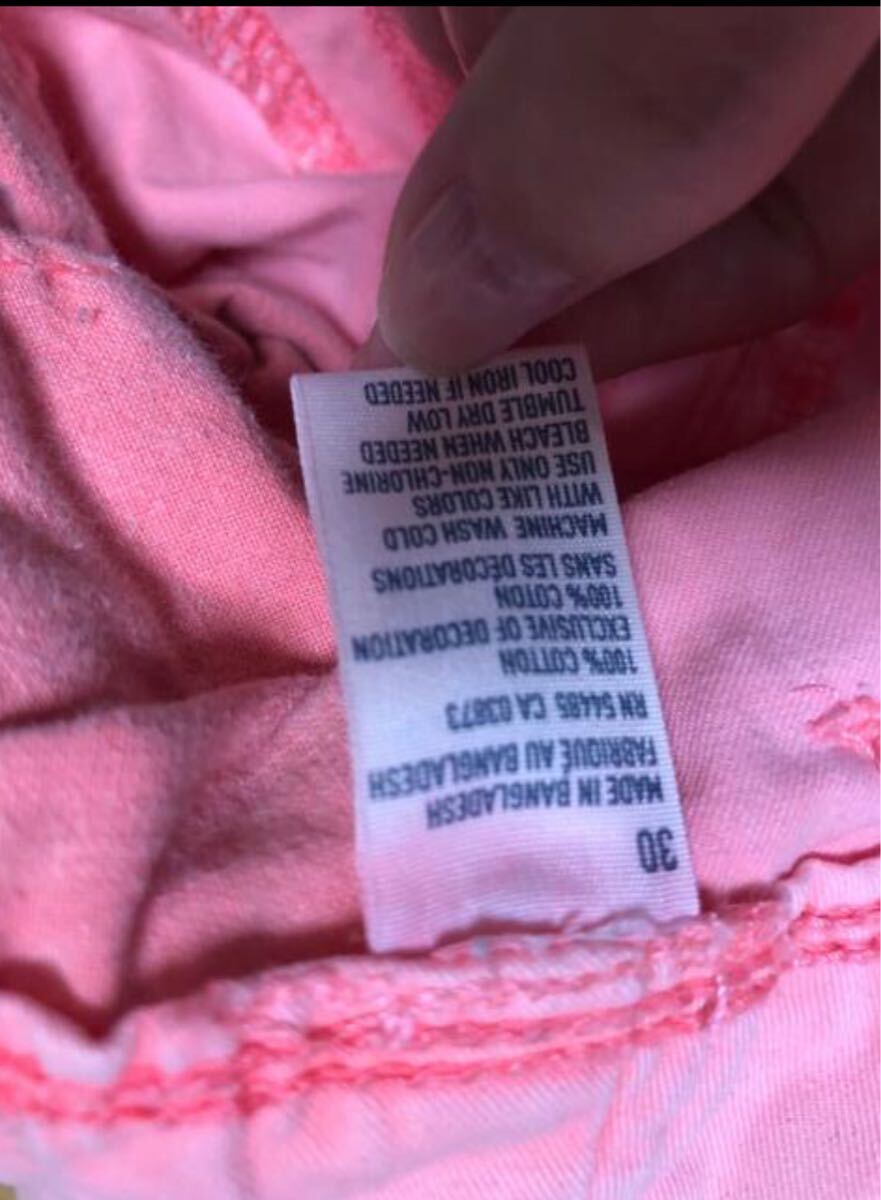 30
MADE IN BANGLADESH
FABRIQUÉ AU BANGLADESH
RN 54485 CA 03873
100% COTTON
EXCLUSIVE OF DECORATION
100% COTON
SANS LES DÉCORATIONS
MACHINE WASH COLD
WITH LIKE COLORS
USE ONLY NON-CHLORINE
BLEACH WHEN NEEDED
TUMBLE DRY LOW
COOL IRON IF NEEDED